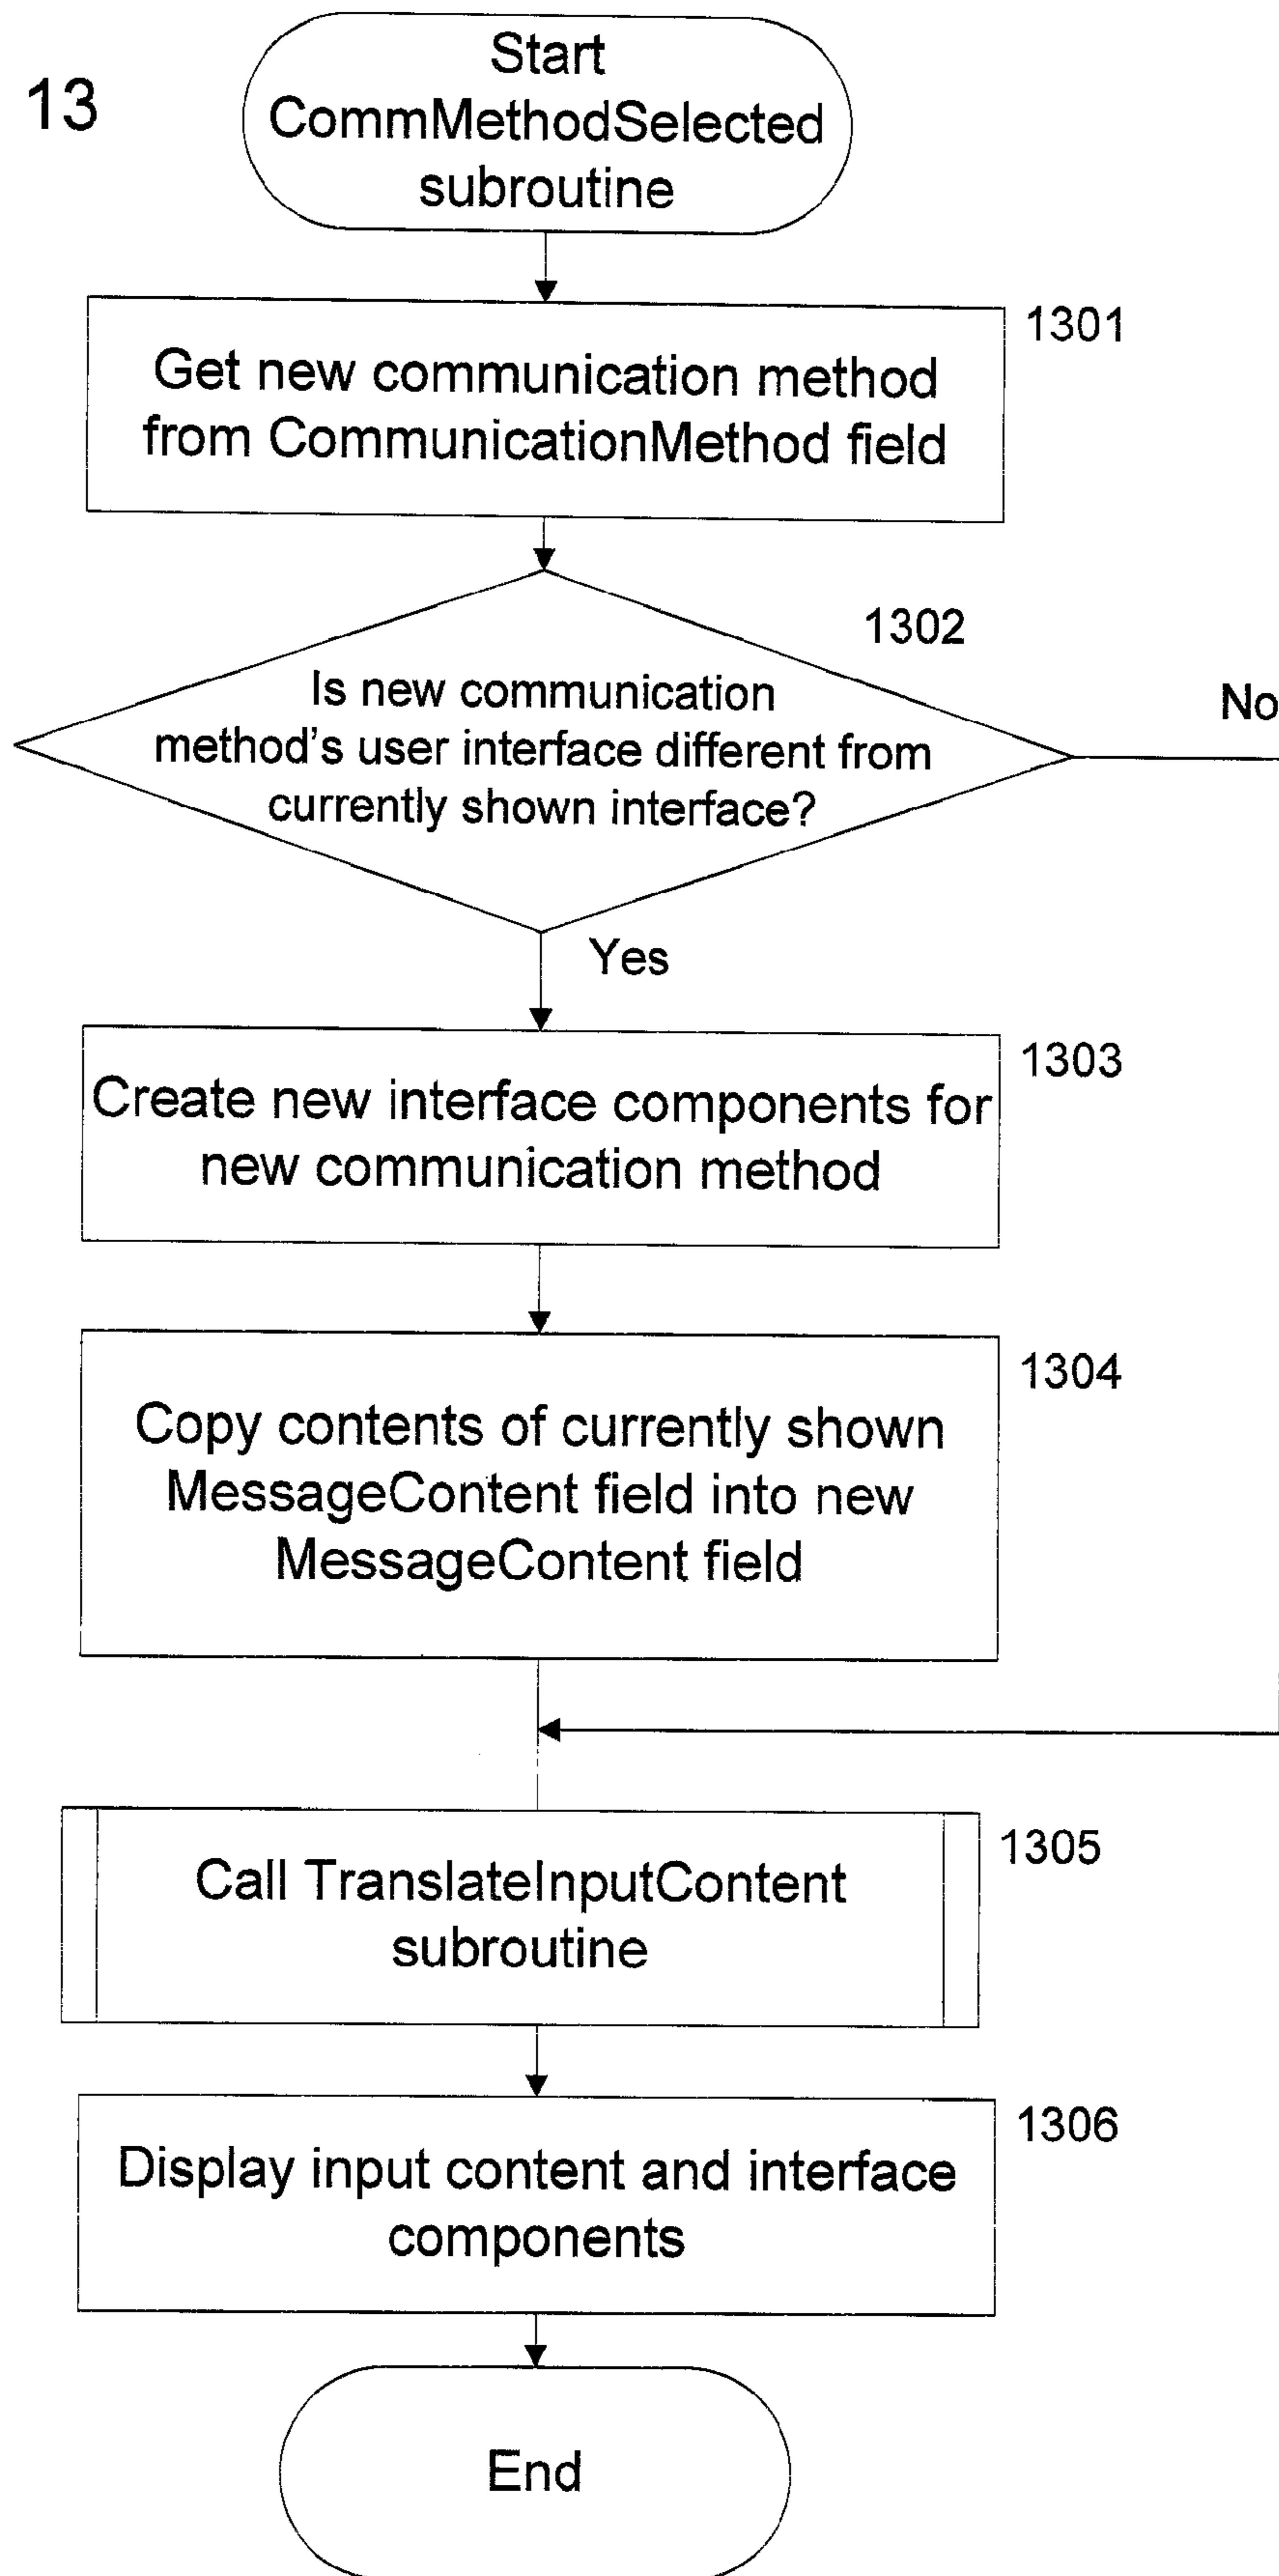 13
Start
CommMethodSelected
subroutine
1301
Get new communication method
from CommunicationMethod field
1302
Is new communication
method's user interface different from
currently shown interface?
No
Yes
1303
Create new interface components for
new communication method
1304
Copy contents of currently shown
MessageContent field into new
MessageContent field
1305
Call TranslateInputContent
subroutine
1306
Display input content and interface
components
End